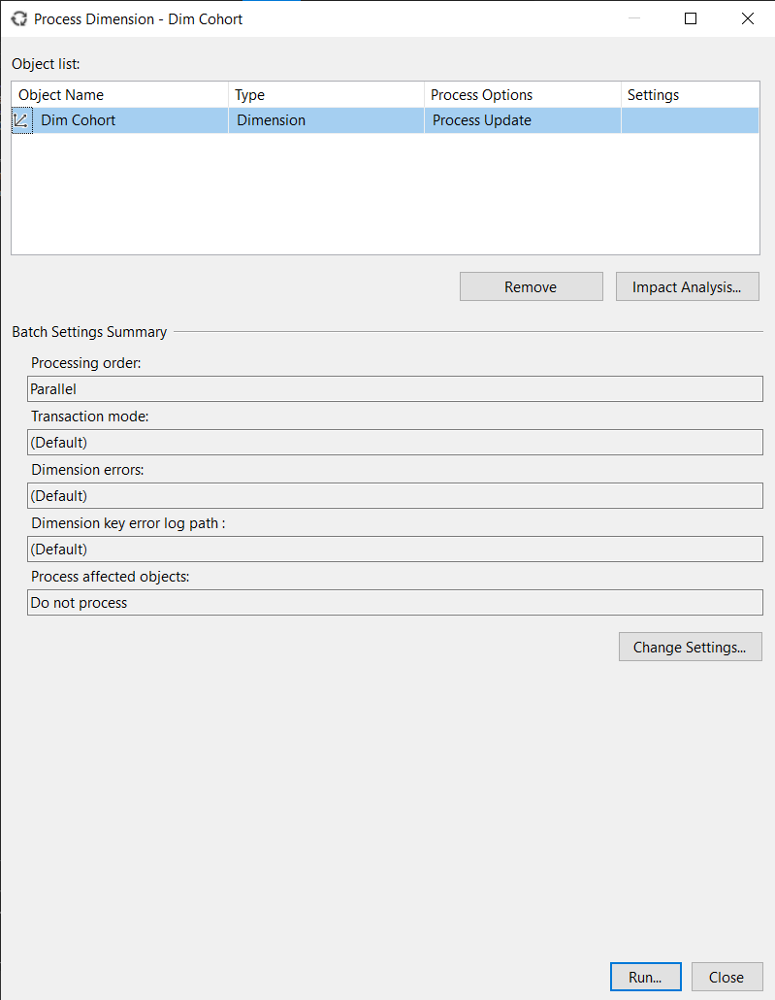 Process Dimension - Dim Cohort
Object list:
Object Name Type Process Options Settings
Dim Cohort Dimension Process Update
Remove Impact Analysis...
Batch Settings Summary
Processing order:
Parallel
Transaction mode:
(Default)
Dimension errors:
(Default)
Dimension key error log path :
(Default)
Process affected objects:
Do not process
Change Settings...
Run... Close